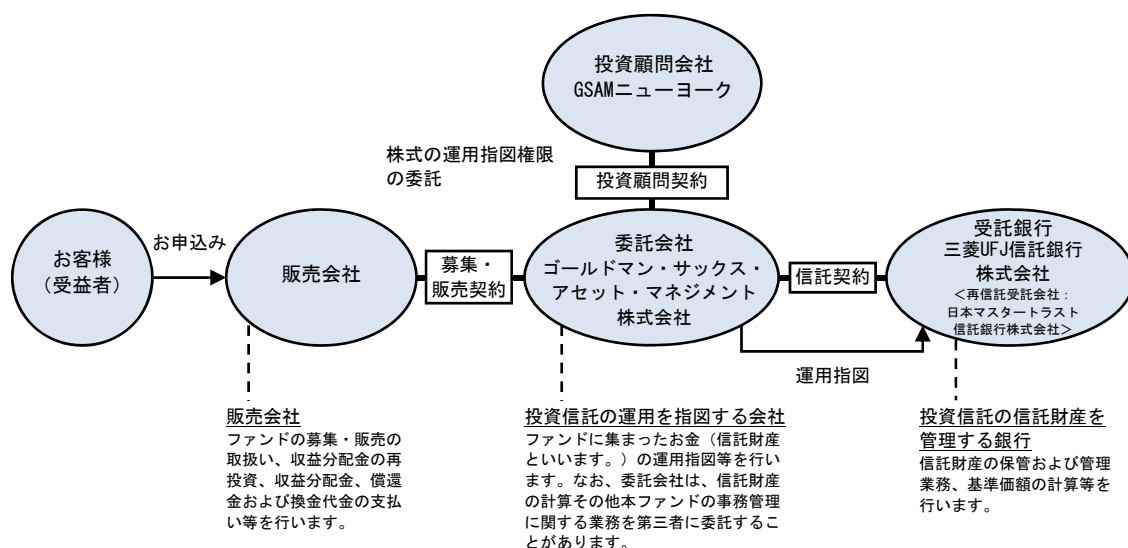 投資顧問会社
GSAMニューヨーク
株式の運用指図権限
の委託
投資顧問契約
お客様
（受益者）
お申込み
販売会社
募集・
販売契約
委託会社
ゴールドマン・サックス・
アセット・マネジメント
株式会社
信託契約
受託銀行
三菱UFJ信託銀行
株式会社
＜再信託受託会社：
日本マスタートラスト
信託銀行株式会社＞
運用指図
販売会社
ファンドの募集・販売の
取扱い、収益分配金の再
投資、収益分配金、償還
金および換金代金の支払
い等を行います。
投資信託の運用を指図する会社
ファンドに集まったお金（信託財産
といいます。）の運用指図等を行い
ます。なお、委託会社は、信託財産
の計算その他本ファンドの事務管理
に関する業務を第三者に委託するこ
とがあります。
投資信託の信託財産を
管理する銀行
信託財産の保管および管理
業務、基準価額の計算等を
行います。